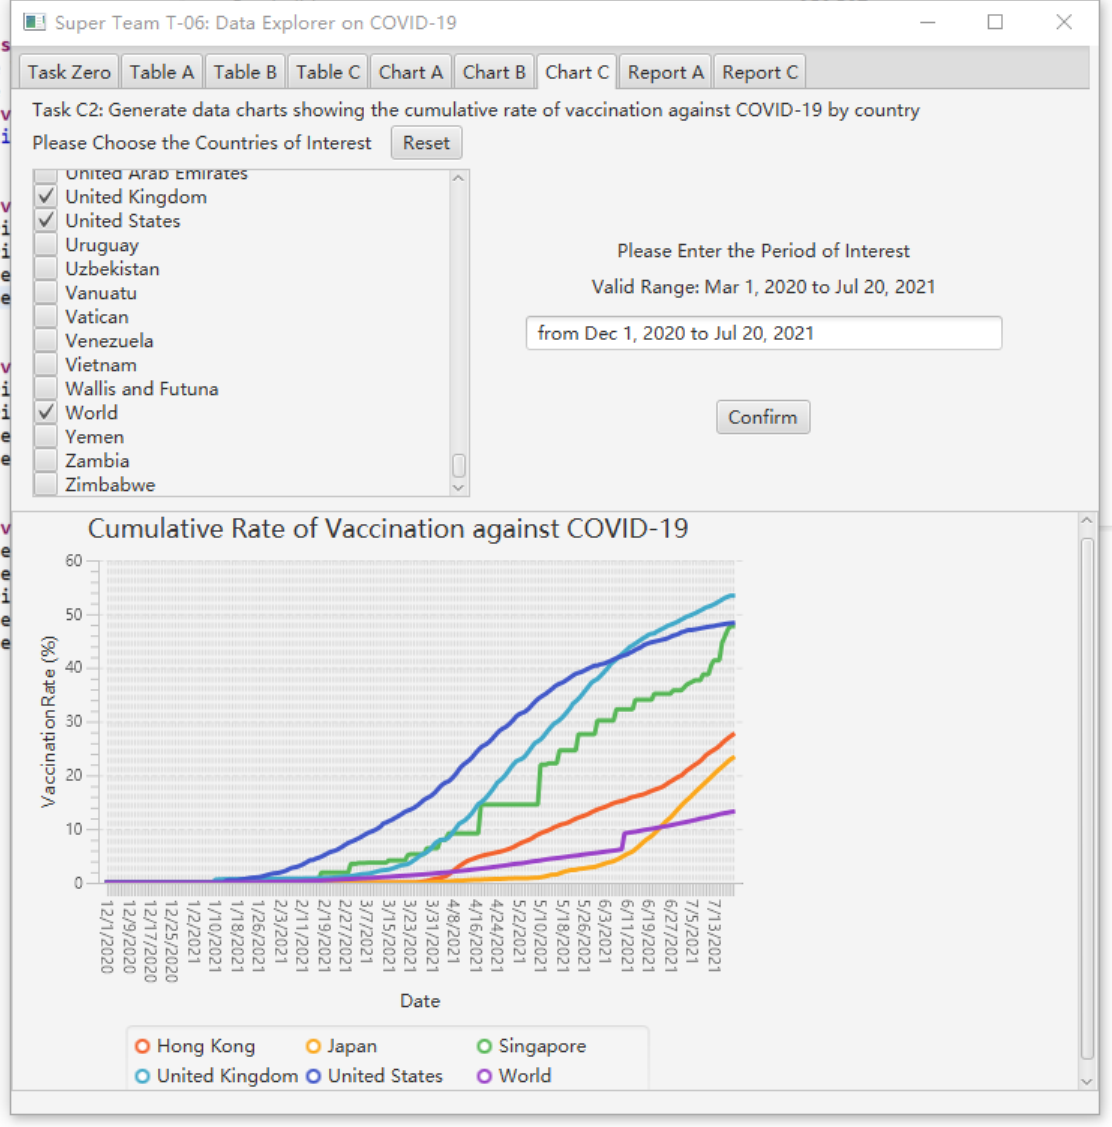 Super Team T-06: Data Explorer on COVID-19
Task Zero Table A Table B Table C Chart A Chart B Chart C Report A Report C
Task C2: Generate data charts showing the cumulative rate of vaccination against COVID-19 by country
Please Choose the Countries of Interest Reset
United Arab Emirates
United Kingdom
United States
Uruguay
Uzbekistan
Vanuatu
Vatican
Venezuela
Vietnam
Wallis and Futuna
World
Yemen
Zambia
Zimbabwe
Please Enter the Period of Interest
Valid Range: Mar 1, 2020 to Jul 20, 2021
from Dec 1, 2020 to Jul 20, 2021
Confirm
Cumulative Rate of Vaccination against COVID-19
60
50
40
30
20
10
0
Vaccination Rate (%)
12/1/2020
12/9/2020
12/17/2020
12/25/2020
1/2/2021
1/10/2021
1/18/2021
1/26/2021
2/3/2021
2/11/2021
2/19/2021
2/27/2021
3/7/2021
3/15/2021
3/23/2021
3/31/2021
4/8/2021
4/16/2021
4/24/2021
5/2/2021
5/10/2021
5/18/2021
5/26/2021
6/3/2021
6/11/2021
6/19/2021
6/27/2021
7/5/2021
7/13/2021
Date
Hong Kong Japan Singapore
United Kingdom United States World